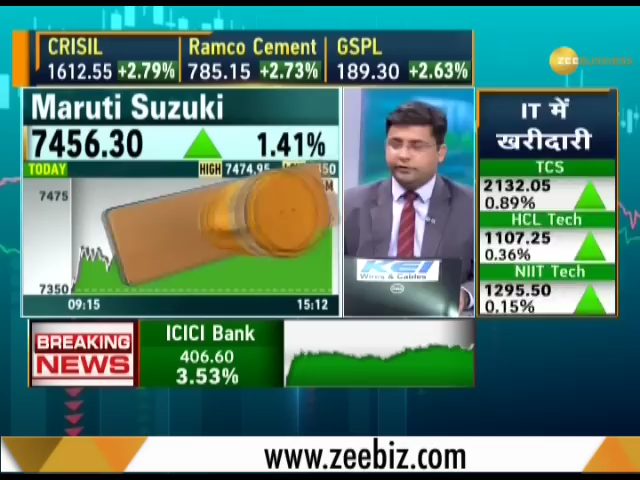 CRISIL
1612.55 +2.79%
Ramco Cement
785.15 +2.73%
GSPL
189.30 +2.63%
ZEE BUSINESS
Maruti Suzuki
7456.30 1.41%
TODAY HIGH 7474.95
7475
7350
09:15 15:12
KEI
Wires & Cables
DELL
IT में
खरीदारी
TCS
2132.05
0.89%
HCL Tech
1107.25
0.36%
NIIT Tech
1295.50
0.15%
BREAKING
NEWS
ICICI Bank
406.60
3.53%
www.zeebiz.com